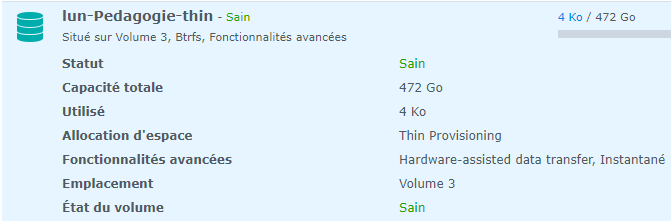 lun-Pedagogie-thin - Sain
4 Ko / 472 Go
Situé sur Volume 3, Btrfs, Fonctionnalités avancées
Statut Sain
Capacité totale 472 Go
Utilisé 4 Ko
Allocation d'espace Thin Provisioning
Fonctionnalités avancées Hardware-assisted data transfer, Instantané
Emplacement Volume 3
État du volume Sain